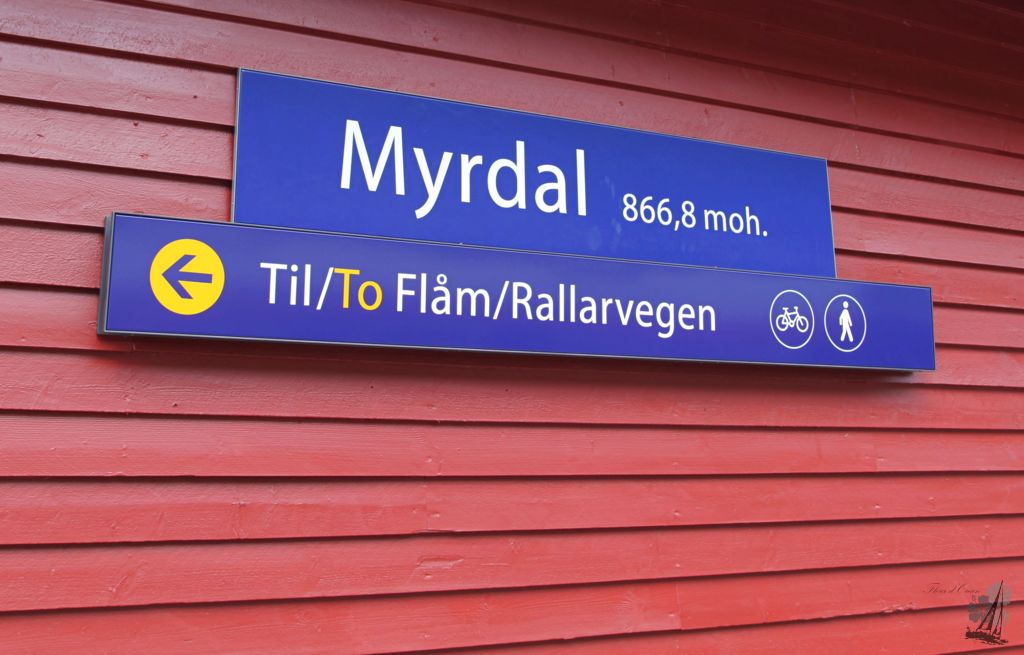 Myrdal 866,8 moh.
Til/To Flåm/Rallarvegen